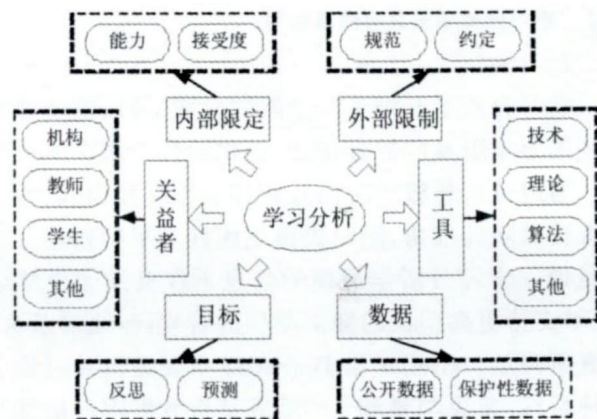 能力 接受度 规范 约定
内部限定 外部限制
机构
教师
学生
其他
关益者
学习分析
工具
技术
理论
算法
其他
目标 数据
反思 预测 公开数据 保护性数据